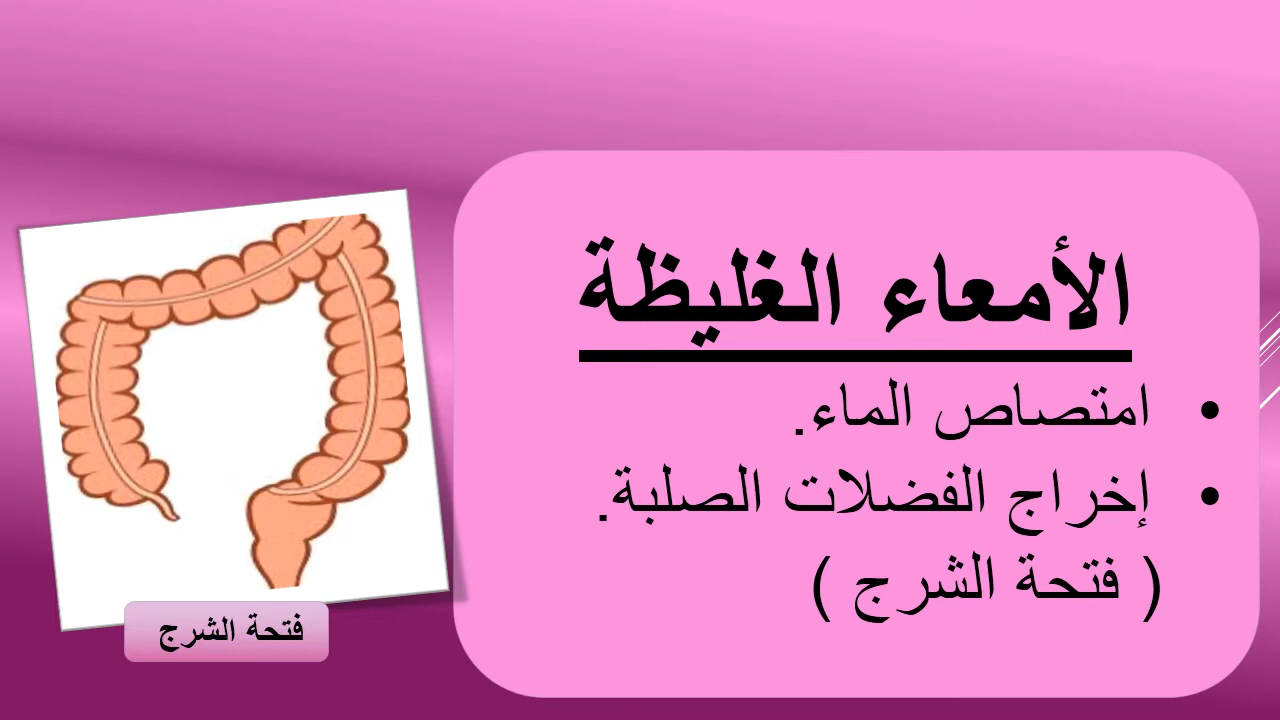 الأمعاء الغليظة
• امتصاص الماء.
• إخراج الفضلات الصلبة.
( فتحة الشرج )
فتحة الشرج